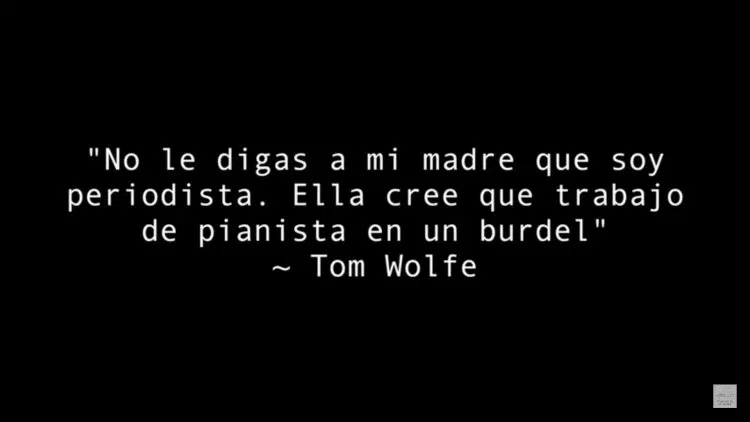 "No le digas a mi madre que soy
periodista. Ella cree que trabajo
de pianista en un burdel"
~ Tom Wolfe